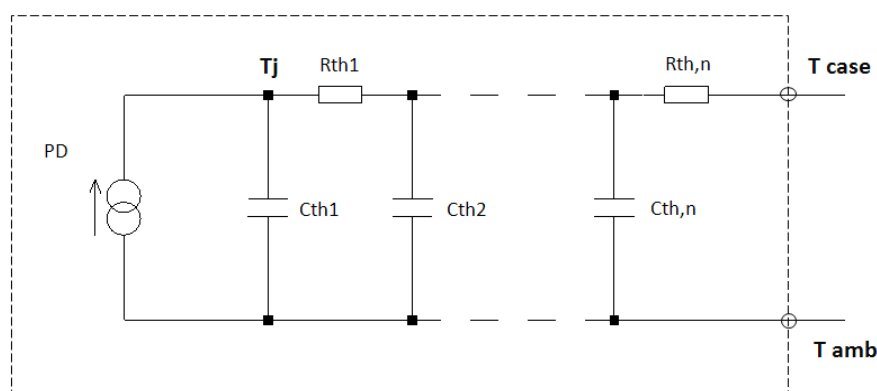 Tj
Rth1
Rth,n
T case
PD
Cth1
Cth2
Cth,n
T amb